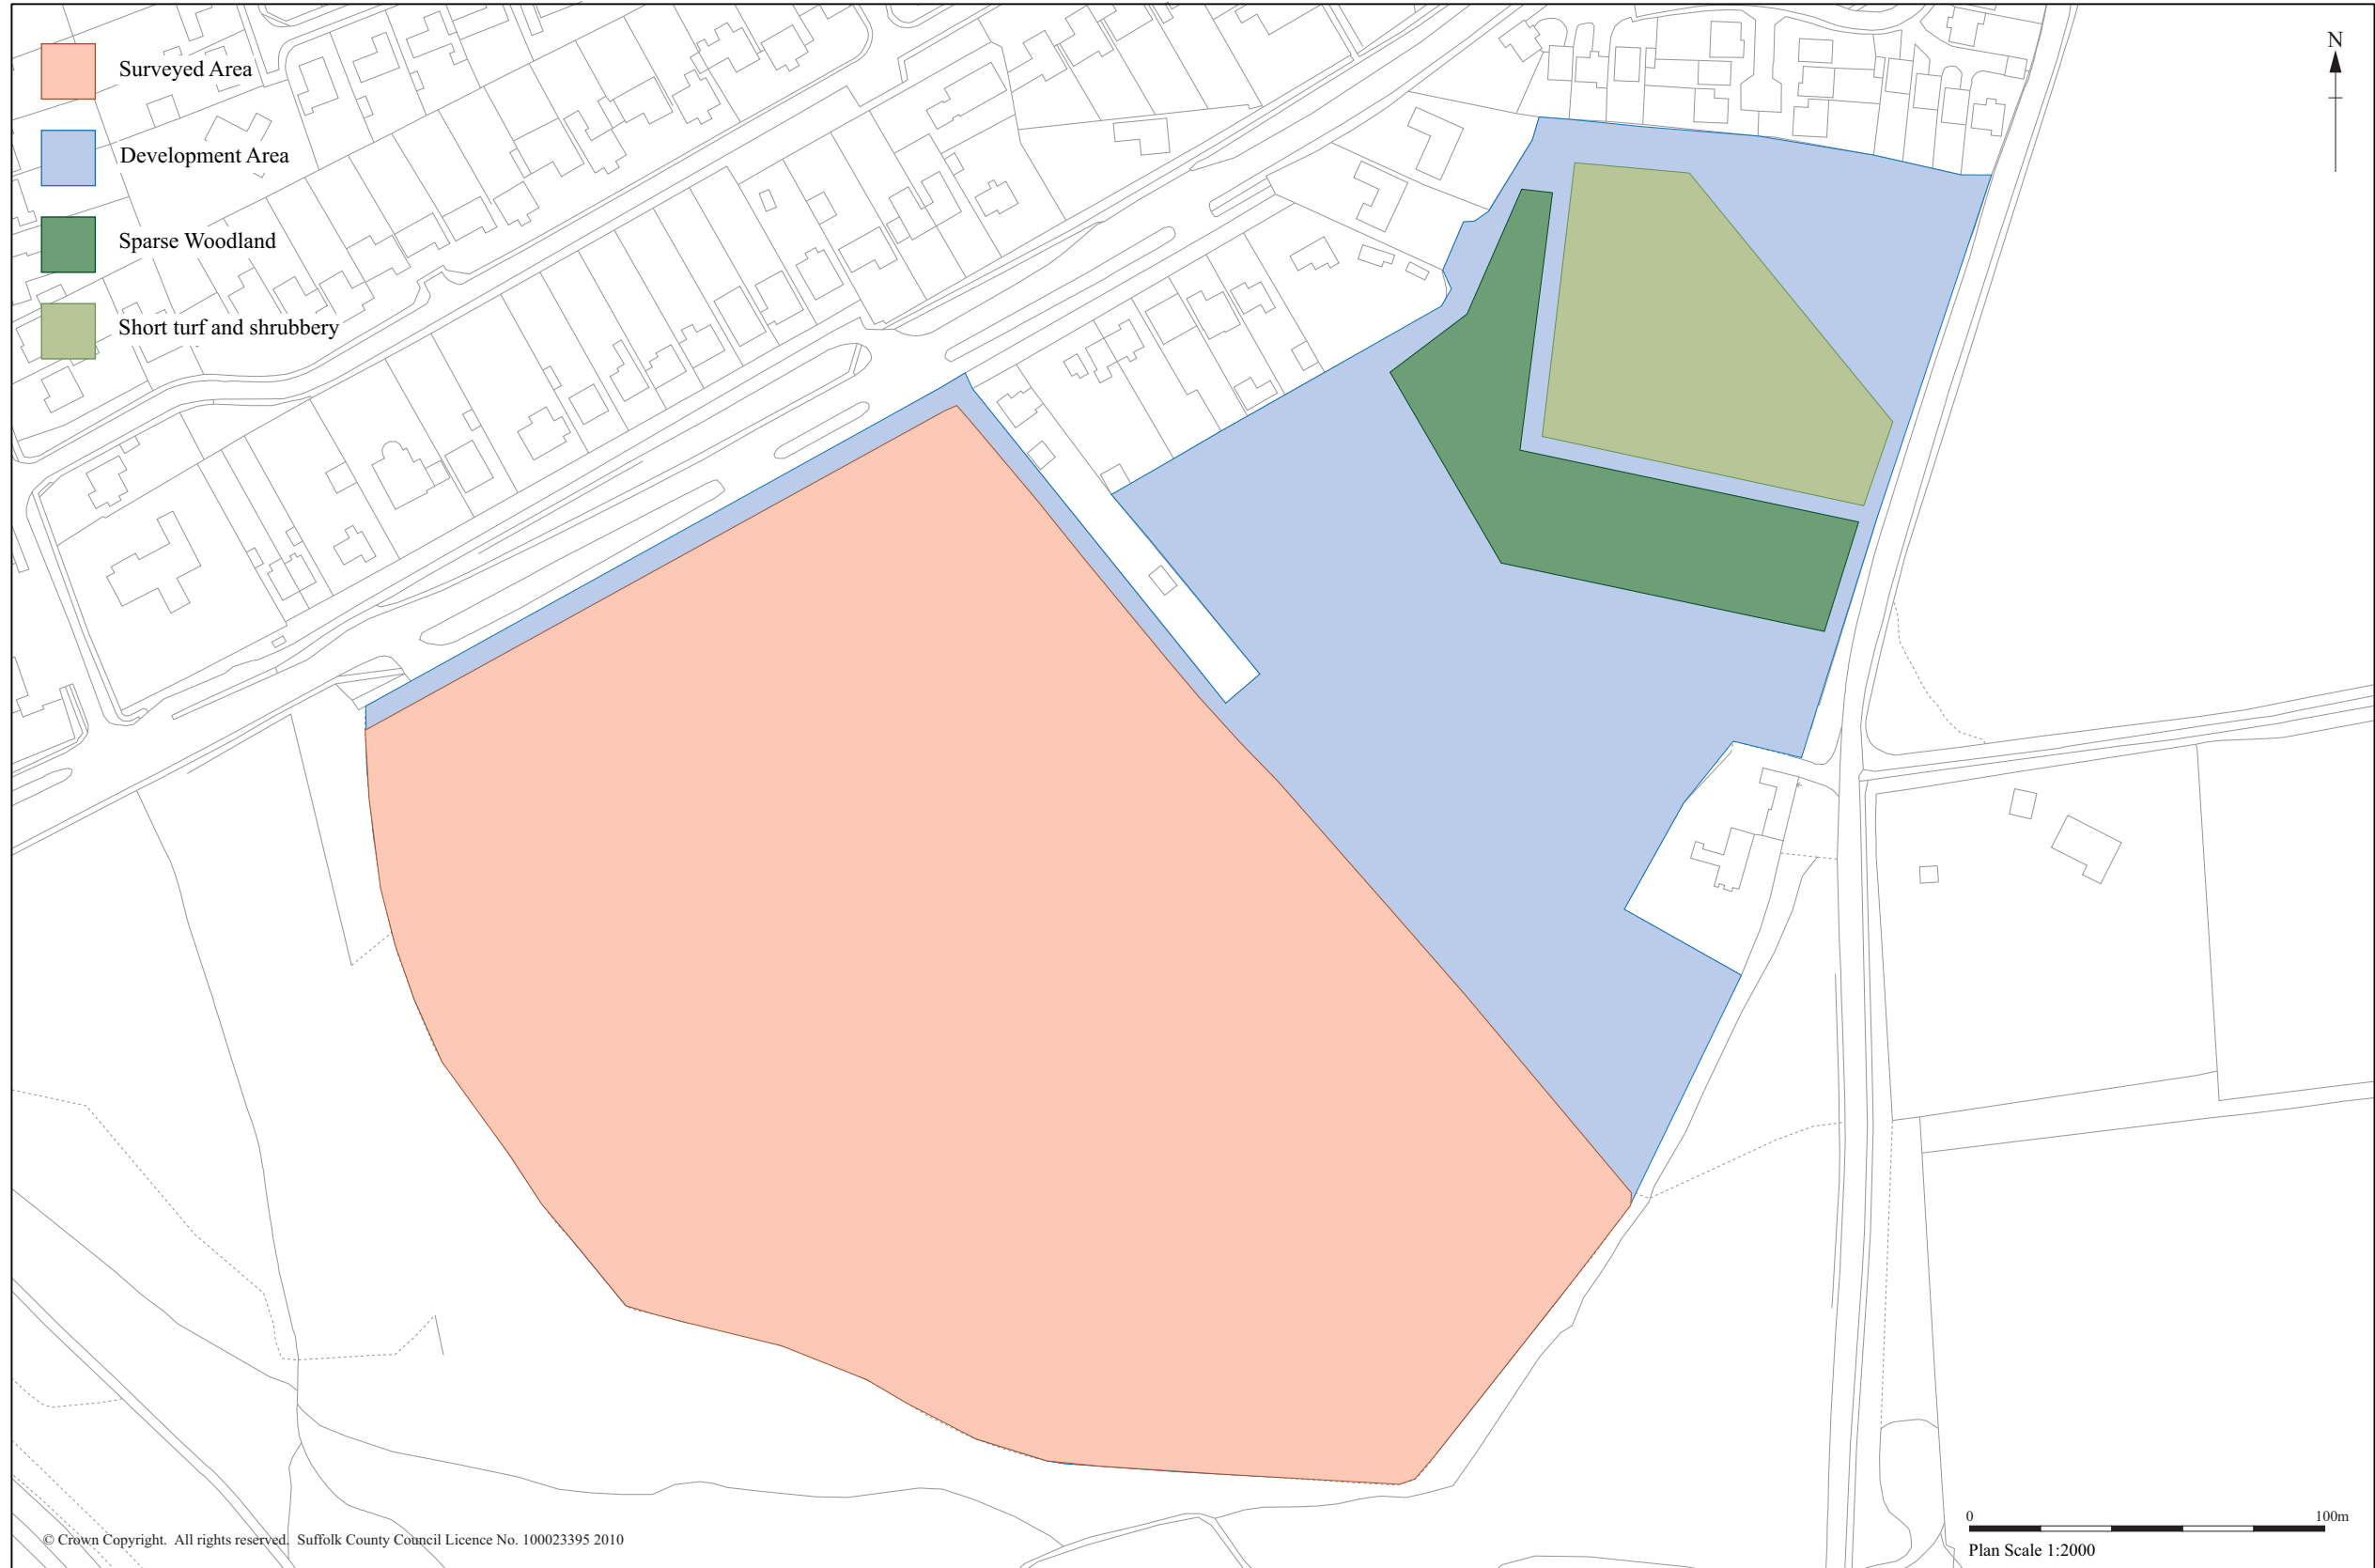 Surveyed Area
Development Area
Sparse Woodland
Short turf and shrubbery
N
© Crown Copyright.  All rights reserved.  Suffolk County Council Licence No. 100023395 2010
0 100m
Plan Scale 1:2000